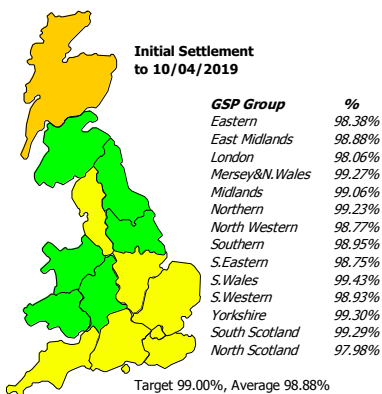 Initial Settlement
to 10/04/2019
GSP Group %
Eastern 98.38%
East Midlands 98.88%
London 98.06%
Mersey&N.Wales 99.27%
Midlands 99.06%
Northern 99.23%
North Western 98.77%
Southern 98.95%
S.Eastern 98.75%
S.Wales 99.43%
S.Western 98.93%
Yorkshire 99.30%
South Scotland 99.29%
North Scotland 97.98%
Target 99.00%, Average 98.88%